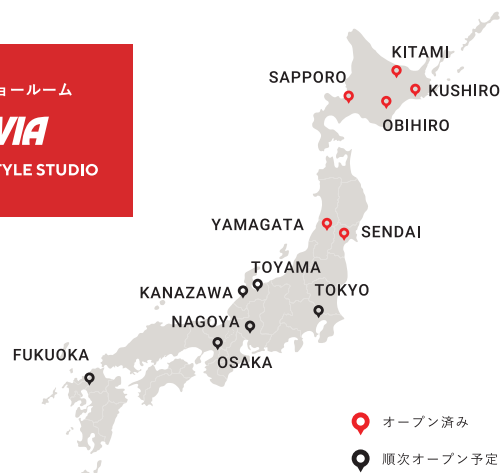 ョールーム
VIA
TYLE STUDIO
KITAMI
SAPPORO
KUSHIRO
OBIHIRO
YAMAGATA
SENDAI
TOYAMA
KANAZAWA
TOKYO
NAGOYA
OSAKA
FUKUOKA
オープン済み
順次オープン予定